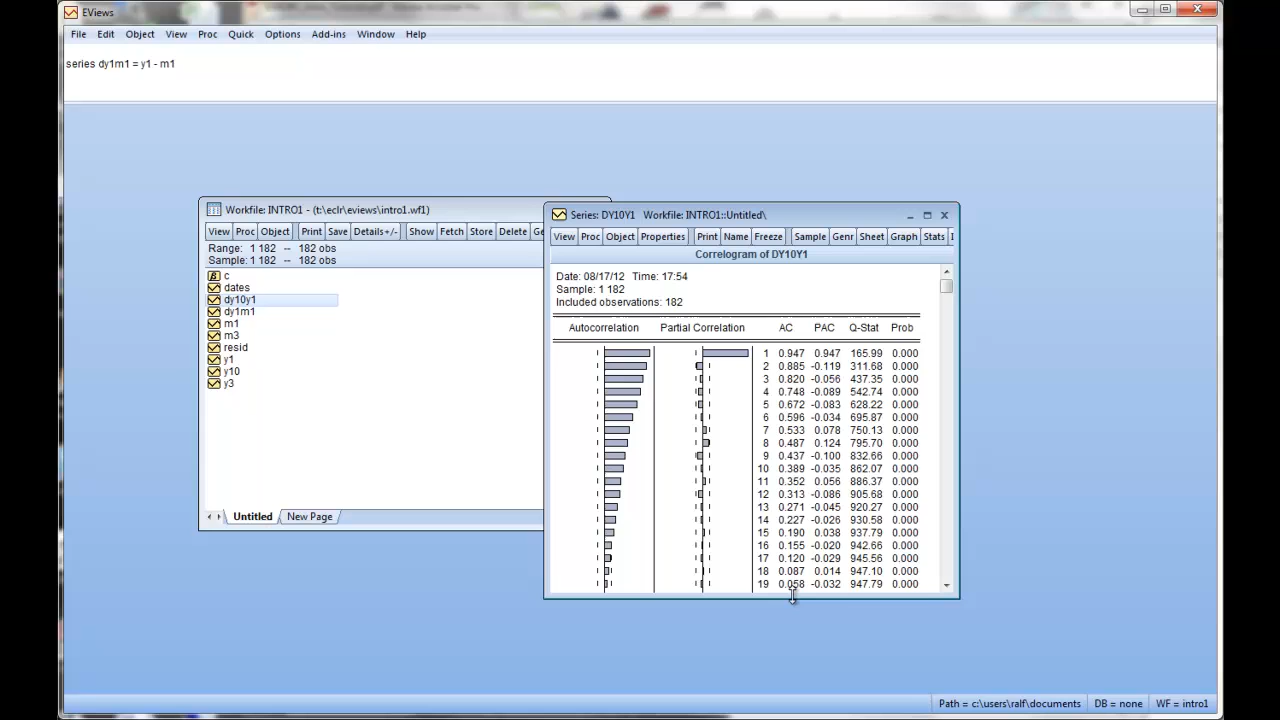 EViews
File Edit Object View Proc Quick Options Add-ins Window Help
series dy1m1 = y1 - m1
Workfile: INTRO1 - (t:\eclr\eviews\intro1.wf1)
View Proc Object Print Save Details+/- Show Fetch Store Delete Ge
Range: 1 182 -- 182 obs
Sample: 1 182 -- 182 obs
c
dates
dy10y1
dy1m1
m1
m3
resid
y1
y10
y3
Untitled New Page
Series: DY10Y1 Workfile: INTRO1::Untitled\
View Proc Object Properties Print Name Freeze Sample Genr Sheet Graph Stats I
Correlogram of DY10Y1
Date: 08/17/12 Time: 17:54
Sample: 1 182
Included observations: 182
Autocorrelation Partial Correlation AC PAC Q-Stat Prob
1 0.947 0.947 165.99 0.000
2 0.885 -0.119 311.68 0.000
3 0.820 -0.056 437.35 0.000
4 0.748 -0.089 542.74 0.000
5 0.672 -0.083 628.22 0.000
6 0.596 -0.034 695.87 0.000
7 0.533 0.078 750.13 0.000
8 0.487 0.124 795.70 0.000
9 0.437 -0.100 832.66 0.000
10 0.389 -0.035 862.07 0.000
11 0.352 0.056 886.37 0.000
12 0.313 -0.086 905.68 0.000
13 0.271 -0.045 920.27 0.000
14 0.227 -0.026 930.58 0.000
15 0.190 0.038 937.79 0.000
16 0.155 -0.020 942.66 0.000
17 0.120 -0.029 945.56 0.000
18 0.087 0.014 947.10 0.000
19 0.058 -0.032 947.79 0.000
Path = c:\users\ralf\documents DB = none WF = intro1